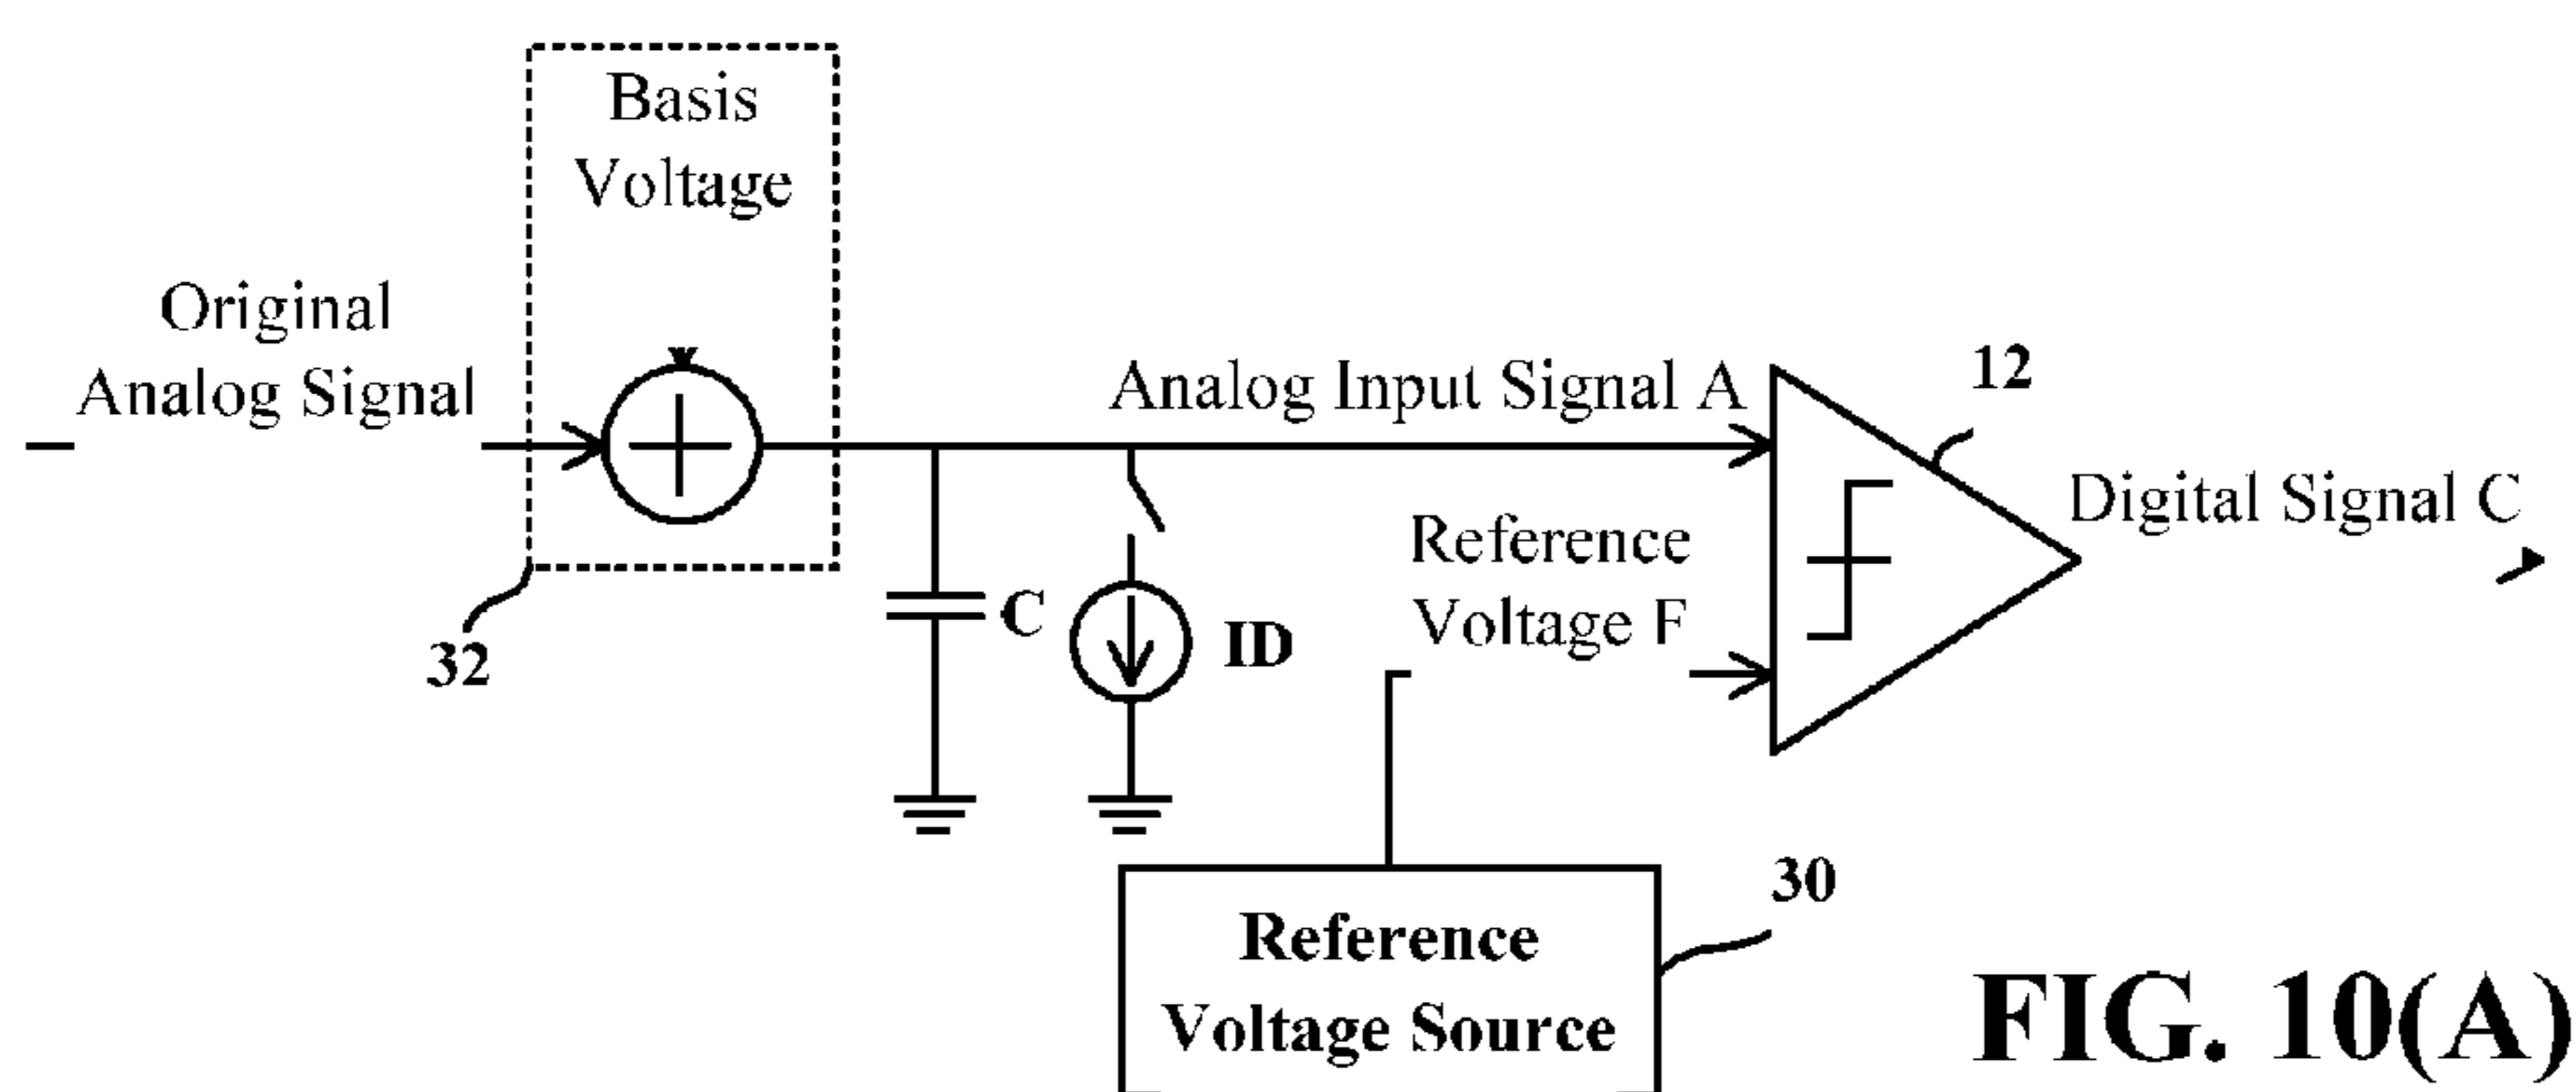 Basis
Voltage
Original
Analog Signal
Analog Input Signal A
12
Digital Signal C
Reference
Voltage F
C
ID
32
30
Reference
Voltage Source
FIG. 10(A)